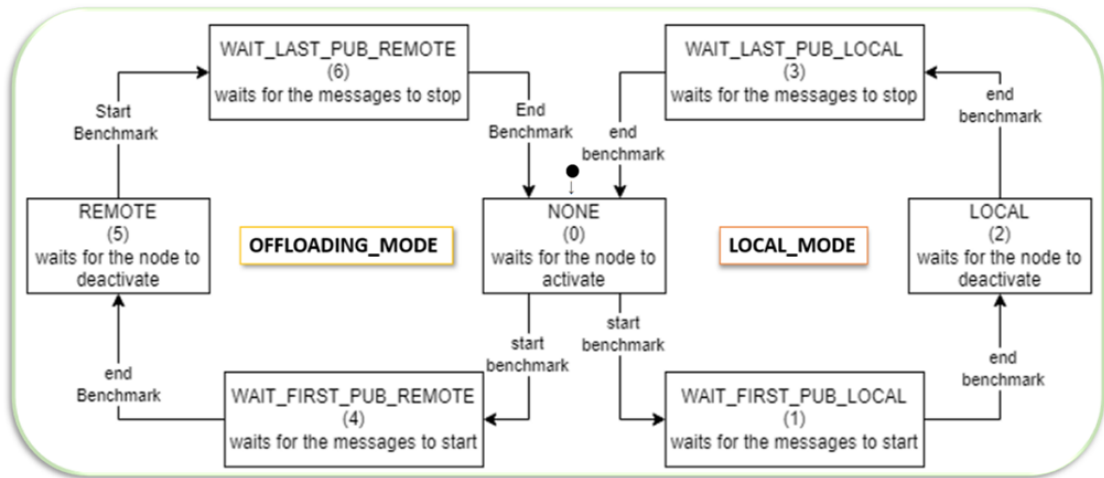 WAIT_LAST_PUB_REMOTE
(6)
waits for the messages to stop
WAIT_LAST_PUB_LOCAL
(3)
waits for the messages to stop
Start
Benchmark
End
Benchmark
end
benchmark
end
benchmark
REMOTE
(5)
waits for the node to
deactivate
OFFLOADING_MODE
NONE
(0)
waits for the node to
activate
LOCAL_MODE
LOCAL
(2)
waits for the node to
deactivate
end
Benchmark
start
benchmark
start
benchmark
end
benchmark
WAIT_FIRST_PUB_REMOTE
(4)
waits for the messages to start
WAIT_FIRST_PUB_LOCAL
(1)
waits for the messages to start